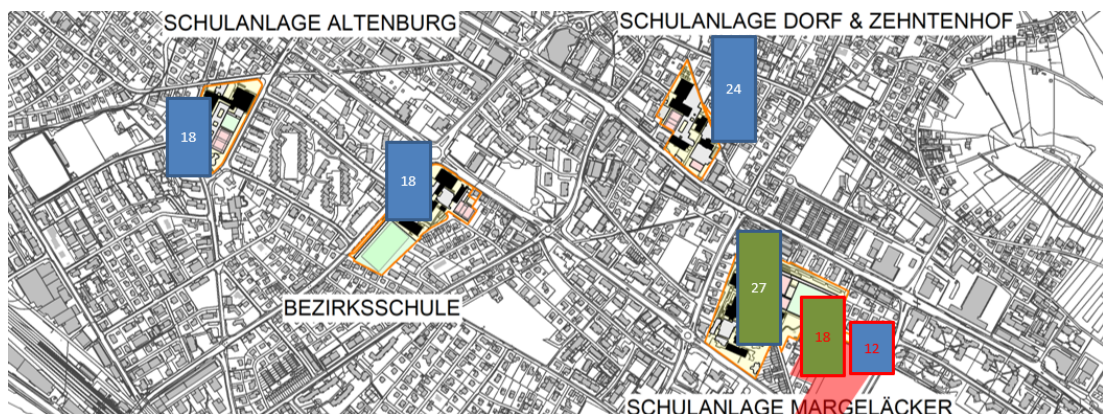 SCHULANLAGE ALTENBURG
SCHULANLAGE DORF & ZEHNTENHOF
24
18
18
BEZIRKSSCHULE
27
18
12
SCHULANLAGE MARGELÄCKER